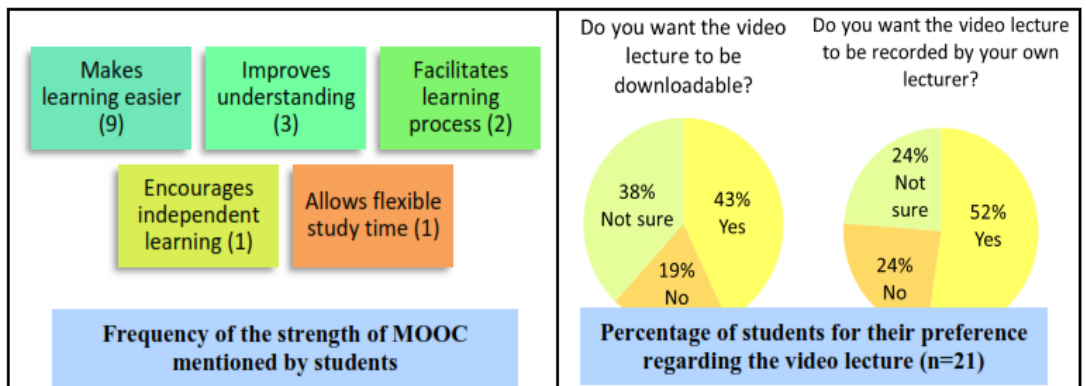 Makes
learning easier
(9)
Improves
understanding
(3)
Facilitates
learning
process (2)
Encourages
independent
learning (1)
Allows flexible
study time (1)
Frequency of the strength of MOOC
mentioned by students
Do you want the video
lecture to be
downloadable?
38%
Not sure
43%
Yes
19%
No
Do you want the video lecture
to be recorded by your own
lecturer?
24%
Not
sure
52%
Yes
24%
No
Percentage of students for their preference
regarding the video lecture (n=21)